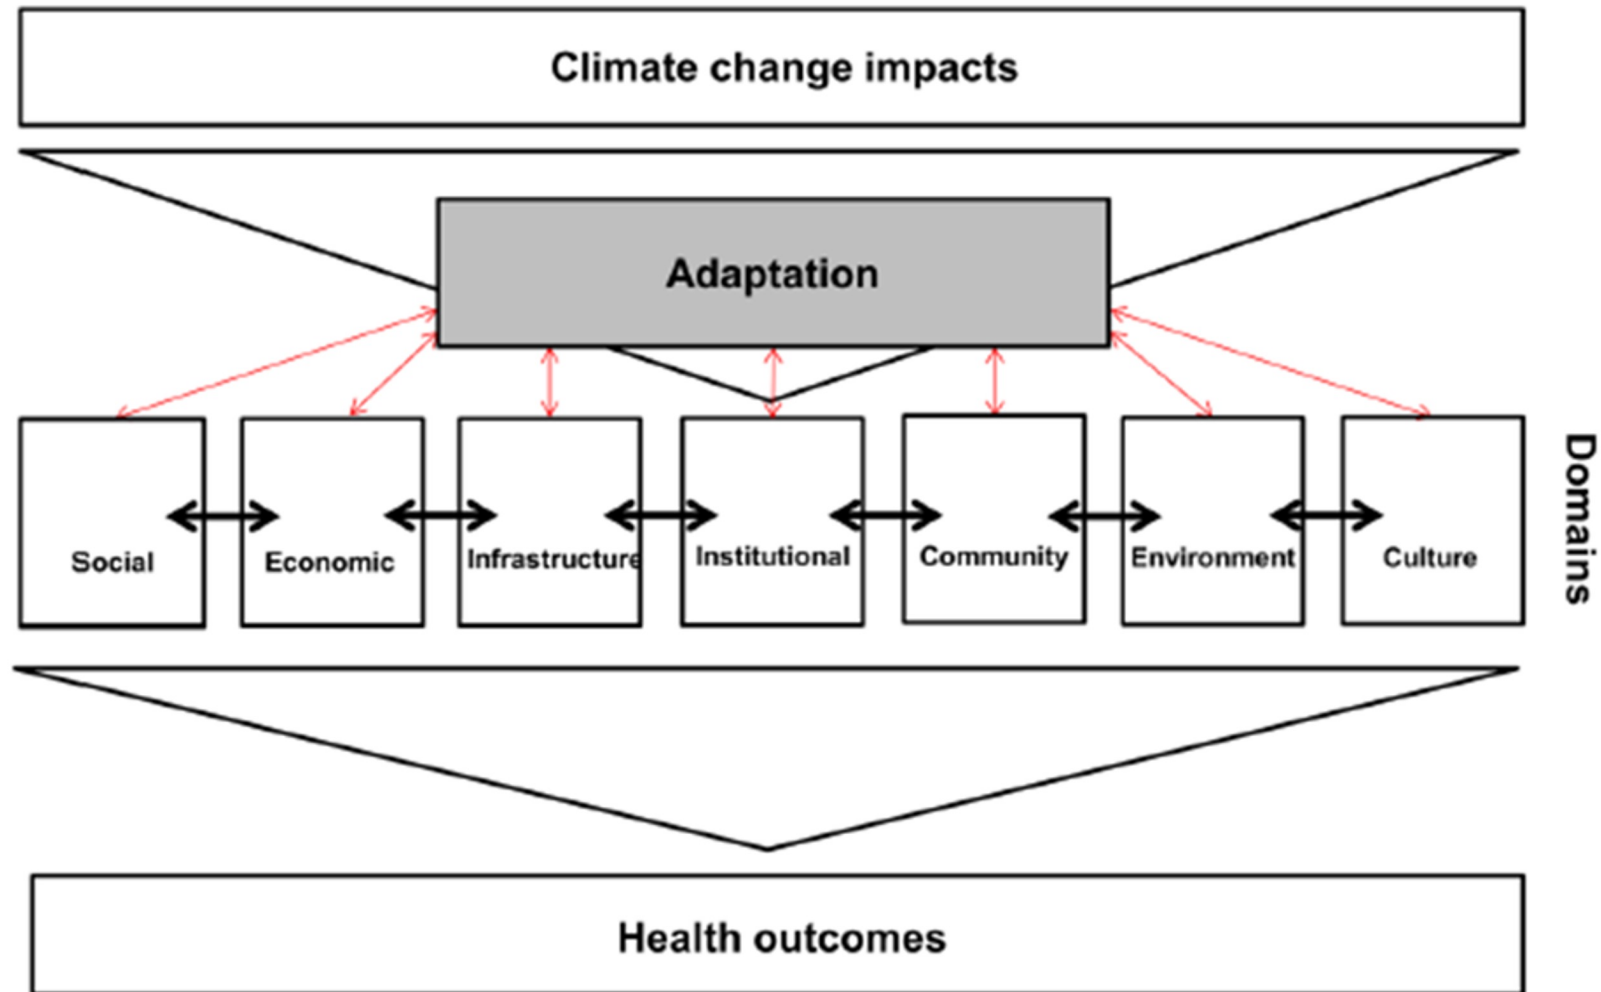 Climate change impacts
Adaptation
Social
Economic
Infrastructure
Institutional
Community
Environment
Culture
Domains
Health outcomes